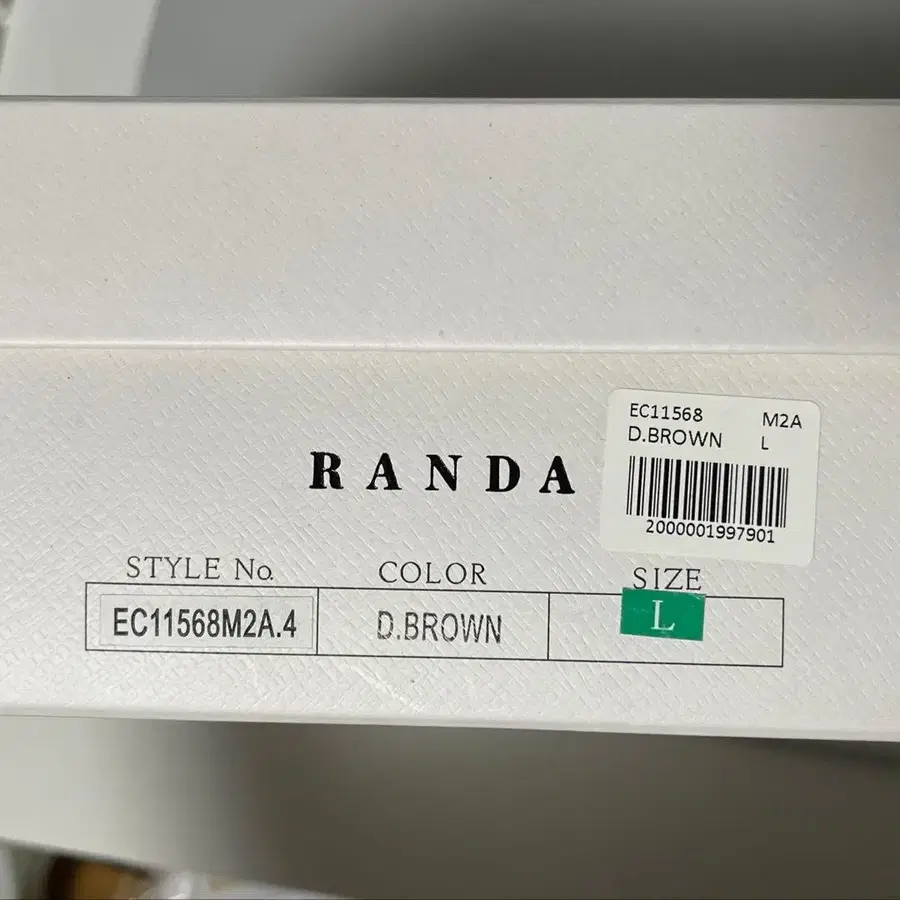 EC11568 M2A
D.BROWN L
2000001997901
RANDA
STYLE No. COLOR SIZE
EC11568M2A.4 D.BROWN L